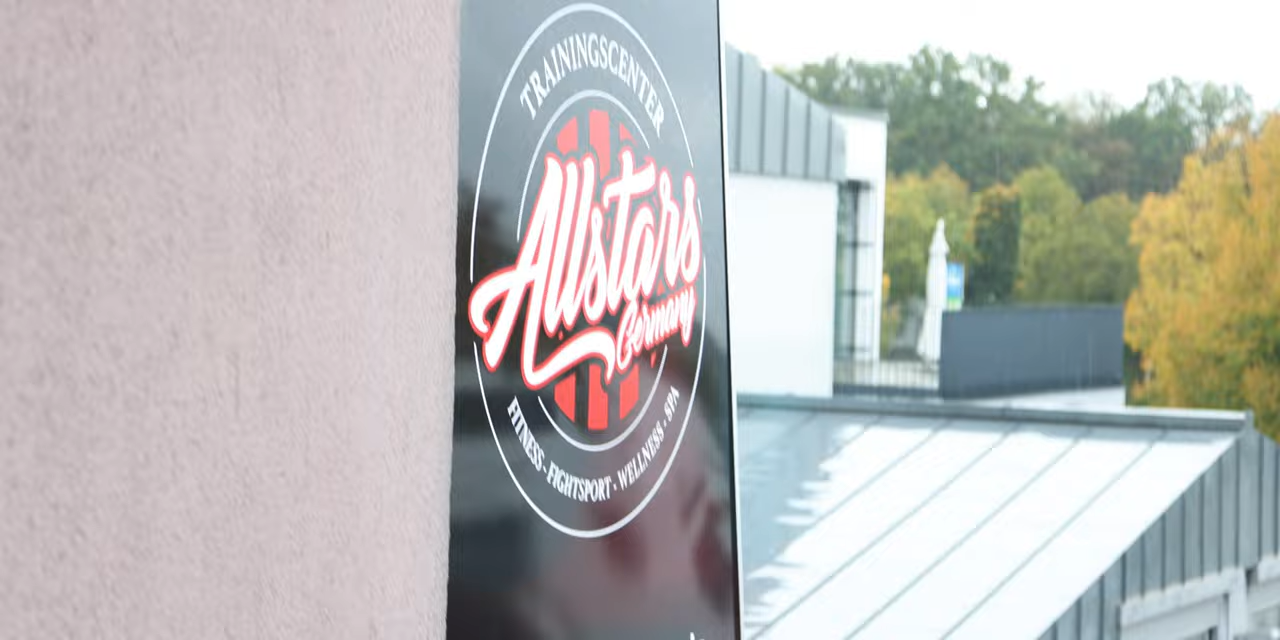 TRAININGSCENTER
Allstars
Germany
FITNESS - FIGHTSPORT - WELLNESS - SPA